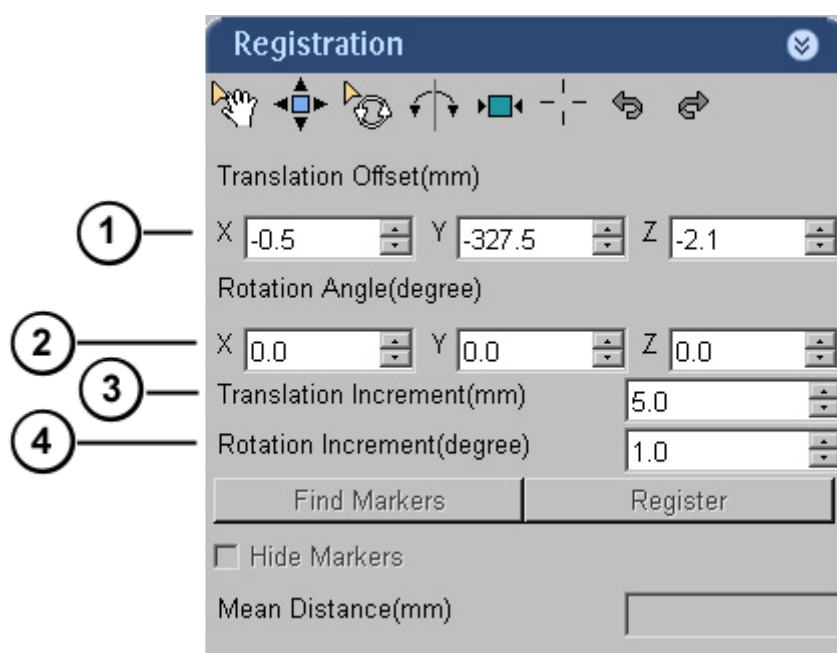 Registration
Translation Offset(mm)
1 X -0.5 Y -327.5 Z -2.1
Rotation Angle(degree)
2 X 0.0 Y 0.0 Z 0.0
3 Translation Increment(mm) 5.0
4 Rotation Increment(degree) 1.0
Find Markers Register
Hide Markers
Mean Distance(mm)